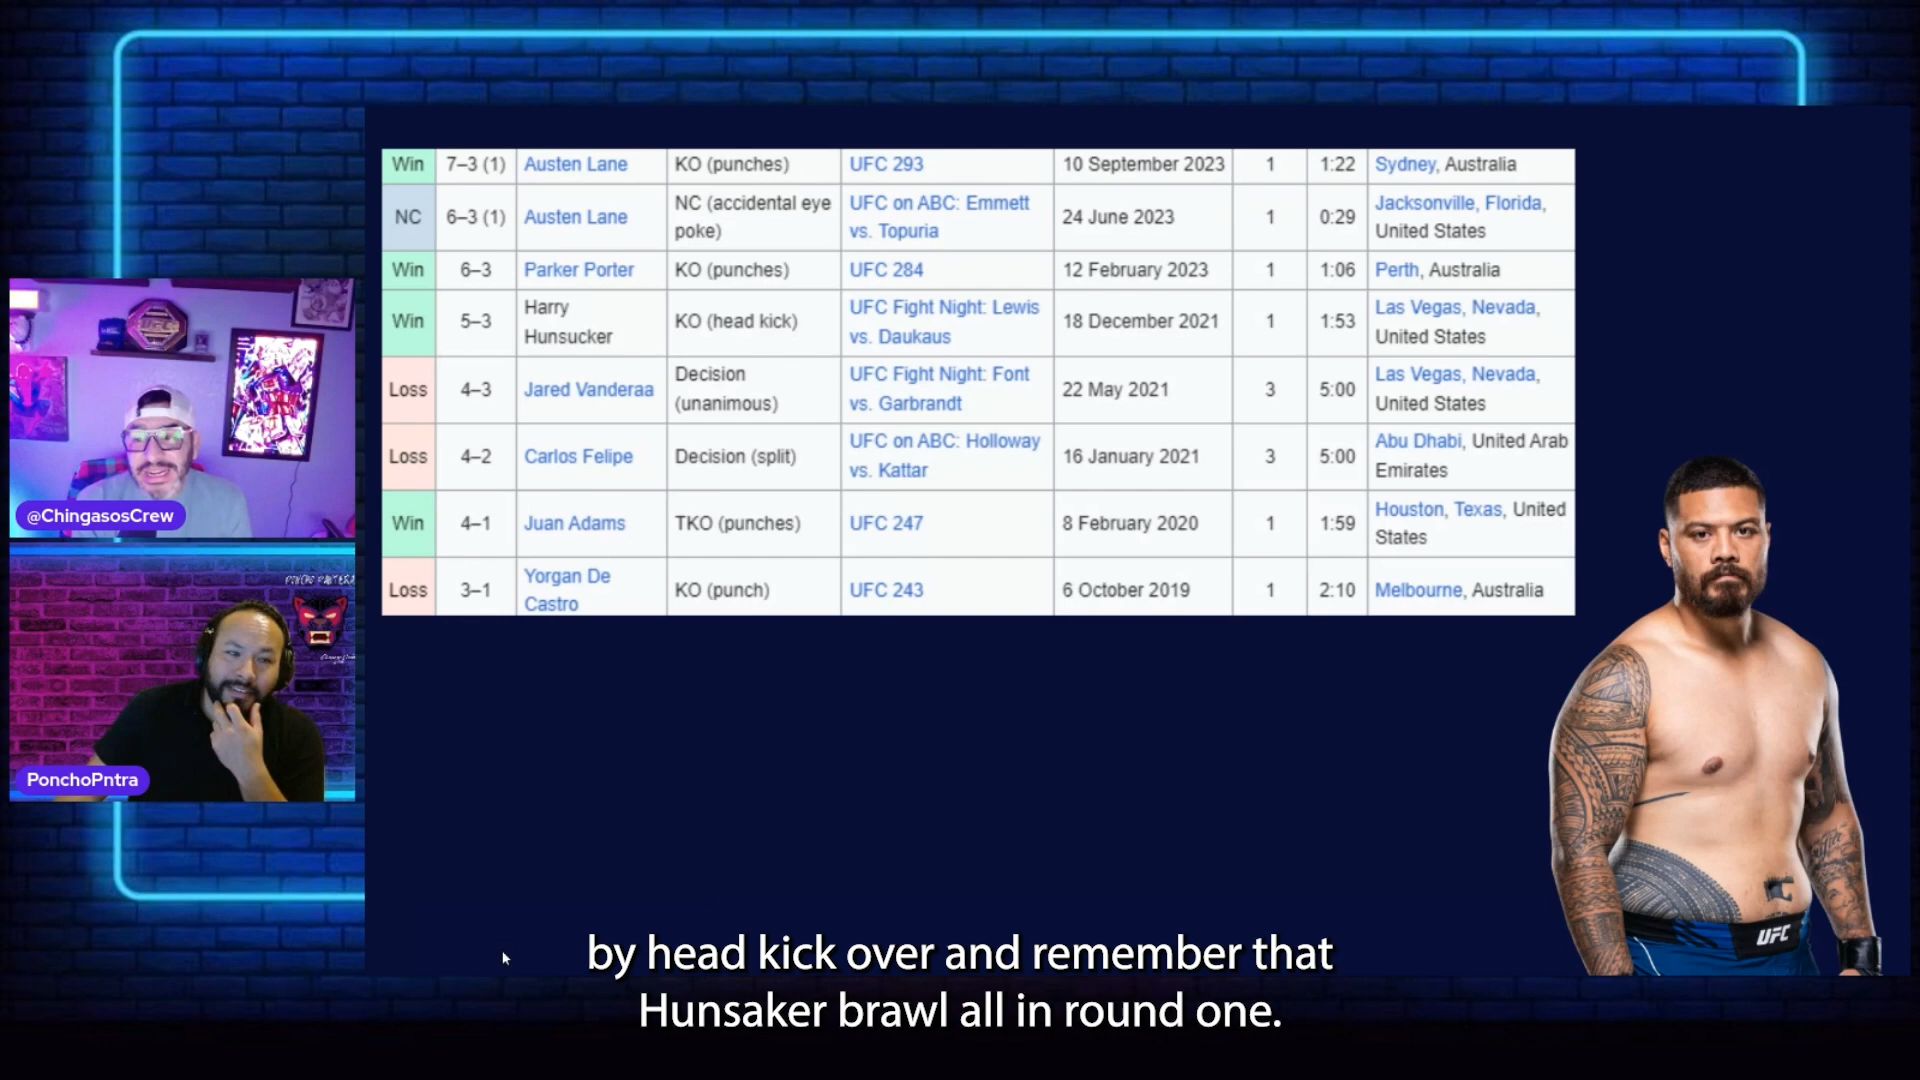 Win 7–3 (1) Austen Lane KO (punches) UFC 293 10 September 2023 1 1:22 Sydney, Australia
NC 6–3 (1) Austen Lane NC (accidental eye poke) UFC on ABC: Emmett vs. Topuria 24 June 2023 1 0:29 Jacksonville, Florida, United States
Win 6–3 Parker Porter KO (punches) UFC 284 12 February 2023 1 1:06 Perth, Australia
Win 5–3 Harry Hunsucker KO (head kick) UFC Fight Night: Lewis vs. Daukaus 18 December 2021 1 1:53 Las Vegas, Nevada, United States
Loss 4–3 Jared Vanderaa Decision (unanimous) UFC Fight Night: Font vs. Garbrandt 22 May 2021 3 5:00 Las Vegas, Nevada, United States
Loss 4–2 Carlos Felipe Decision (split) UFC on ABC: Holloway vs. Kattar 16 January 2021 3 5:00 Abu Dhabi, United Arab Emirates
Win 4–1 Juan Adams TKO (punches) UFC 247 8 February 2020 1 1:59 Houston, Texas, United States
Loss 3–1 Yorgan De Castro KO (punch) UFC 243 6 October 2019 1 2:10 Melbourne, Australia
@ChingasosCrew
PONCHO PANTERA
PonchoPntra
UFC
by head kick over and remember that
Hunsaker brawl all in round one.